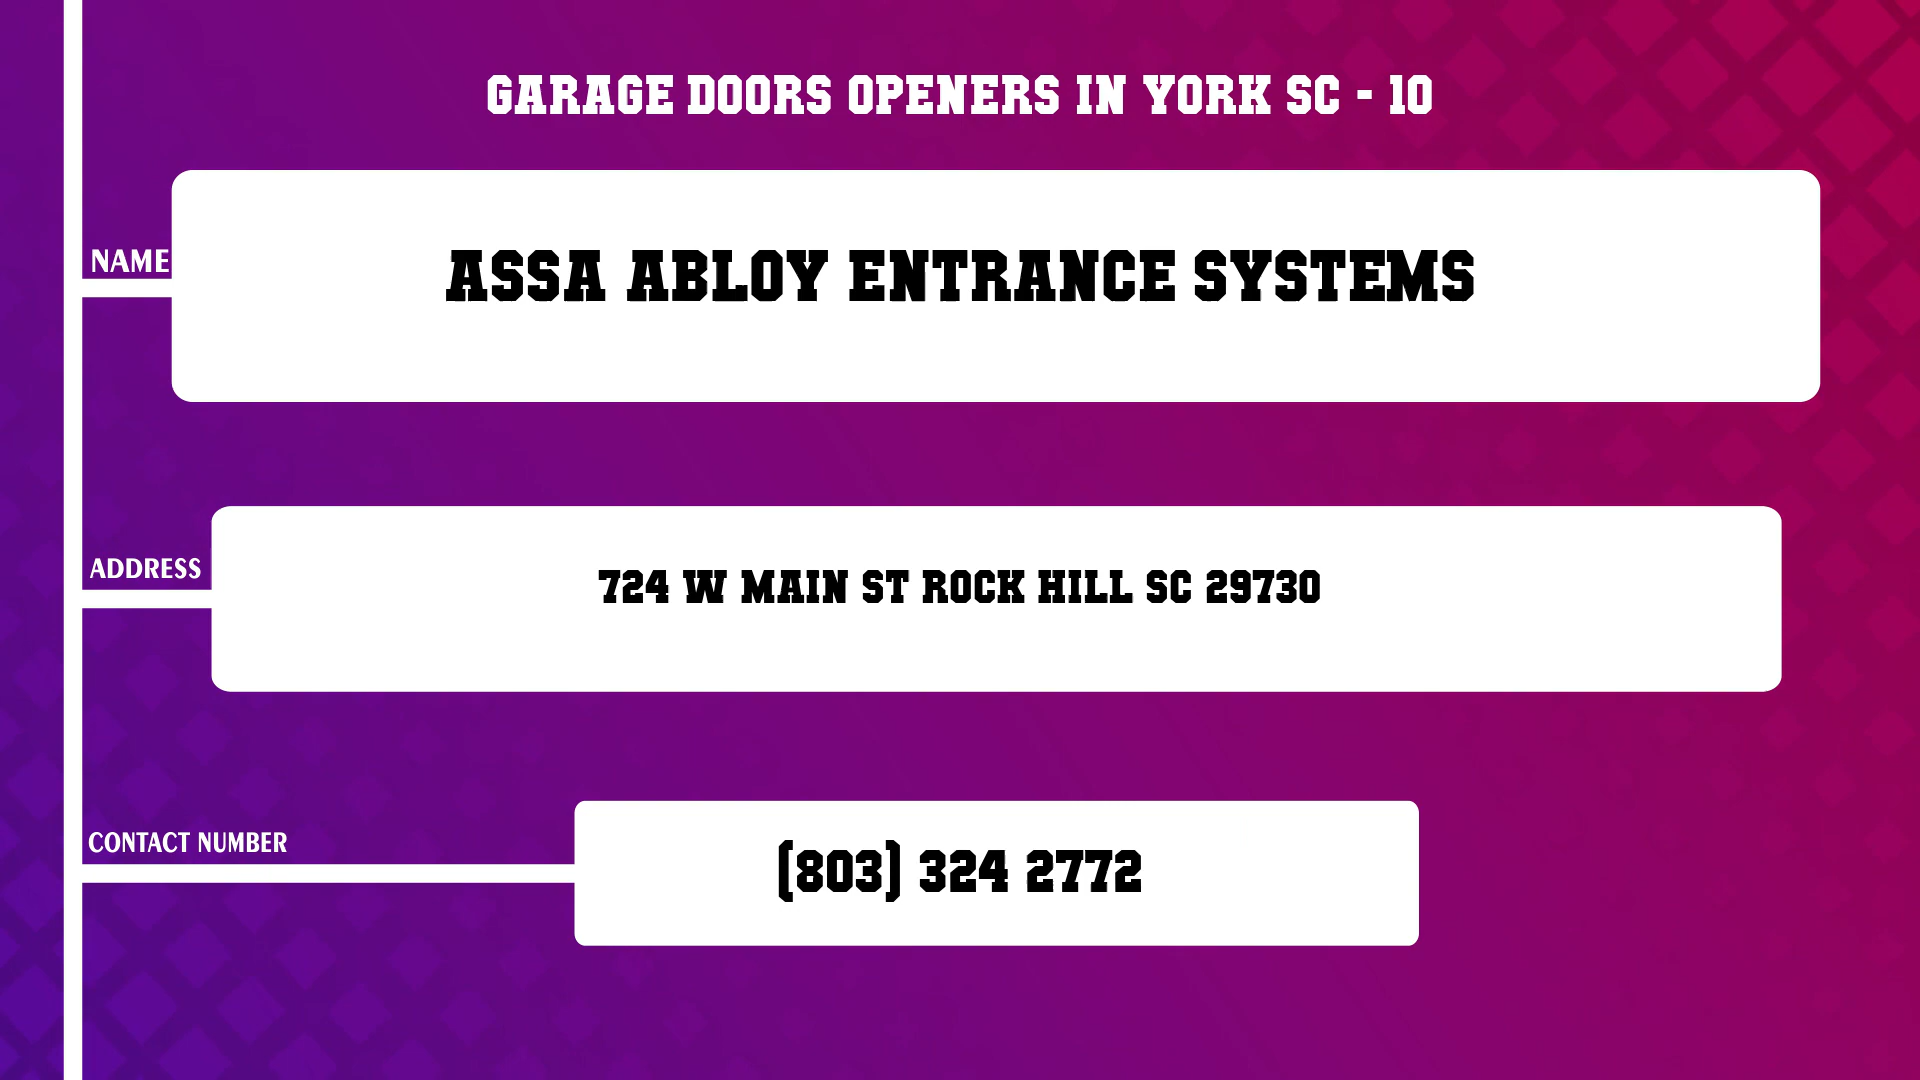 GARAGE DOORS OPENERS IN YORK SC - 10
NAME
ASSA ABLOY ENTRANCE SYSTEMS
ADDRESS
724 W MAIN ST ROCK HILL SC 29730
CONTACT NUMBER
(803) 324 2772